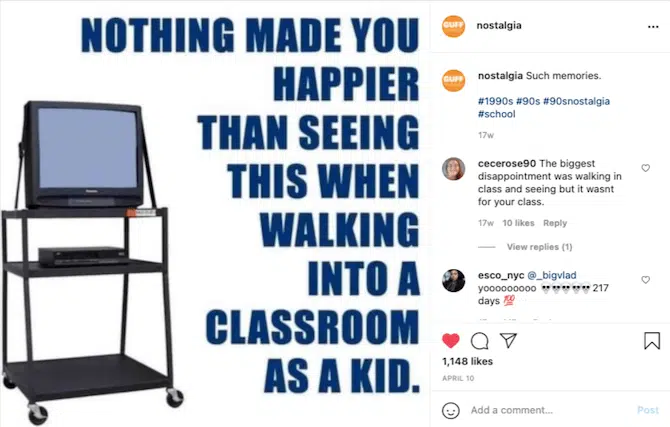 NOTHING MADE YOU
HAPPIER
THAN SEEING
THIS WHEN
WALKING
INTO A
CLASSROOM
AS A KID.
GUFF
nostalgia
GUFF
nostalgia Such memories.
#1990s #90s #90snostalgia
#school
17w
cecerose90 The biggest
disappointment was walking in
class and seeing but it wasnt
for your class.
17w 10 likes Reply
View replies (1)
esco_nyc @_bigvlad
yooooooooo ☠️☠️☠️☠️☠️ 217
days 💯
1,148 likes
APRIL 10
Add a comment...
Post